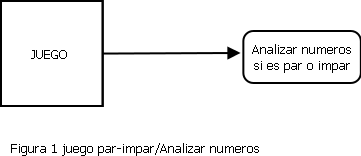 JUEGO
Analizar numeros
si es par o impar
Figura 1 juego par-impar/Analizar numeros